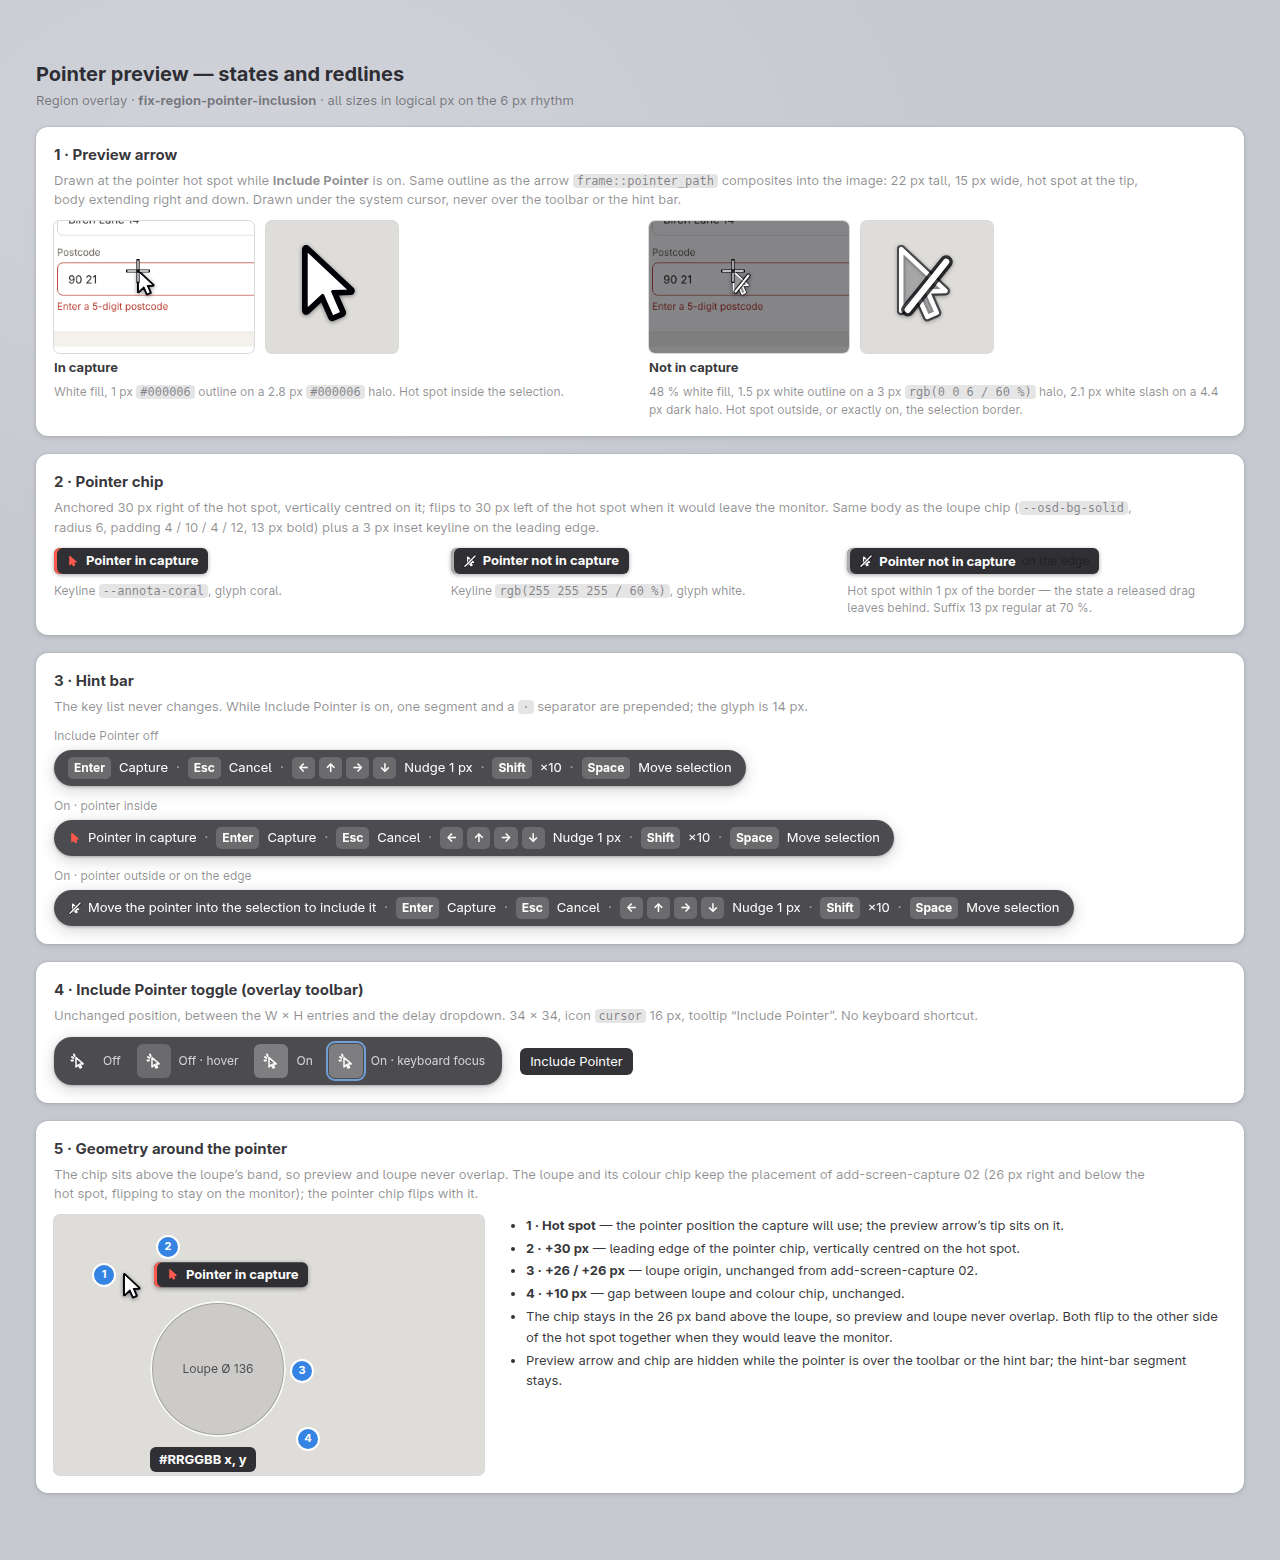 Pointer preview — states and redlines
Region overlay · fix-region-pointer-inclusion · all sizes in logical px on the 6 px rhythm
1 · Preview arrow
Drawn at the pointer hot spot while Include Pointer is on. Same outline as the arrow frame::pointer_path composites into the image: 22 px tall, 15 px wide, hot spot at the tip,
body extending right and down. Drawn under the system cursor, never over the toolbar or the hint bar.
Postcode
90 21
Enter a 5-digit postcode
Postcode
90 21
Enter a 5-digit postcode
In capture
White fill, 1 px #000006 outline on a 2.8 px #000006 halo. Hot spot inside the selection.
Not in capture
48 % white fill, 1.5 px white outline on a 3 px rgb(0 0 6 / 60 %) halo, 2.1 px white slash on a 4.4
px dark halo. Hot spot outside, or exactly on, the selection border.
2 · Pointer chip
Anchored 30 px right of the hot spot, vertically centred on it; flips to 30 px left of the hot spot when it would leave the monitor. Same body as the loupe chip (--osd-bg-solid,
radius 6, padding 4 / 10 / 4 / 12, 13 px bold) plus a 3 px inset keyline on the leading edge.
Pointer in capture
Keyline --annota-coral, glyph coral.
Pointer not in capture
Keyline rgb(255 255 255 / 60 %), glyph white.
Pointer not in capture on the edge
Hot spot within 1 px of the border — the state a released drag
leaves behind. Suffix 13 px regular at 70 %.
3 · Hint bar
The key list never changes. While Include Pointer is on, one segment and a · separator are prepended; the glyph is 14 px.
Include Pointer off
Enter Capture · Esc Cancel · ← ↑ → ↓ Nudge 1 px · Shift ×10 · Space Move selection
On · pointer inside
Pointer in capture · Enter Capture · Esc Cancel · ← ↑ → ↓ Nudge 1 px · Shift ×10 · Space Move selection
On · pointer outside or on the edge
Move the pointer into the selection to include it · Enter Capture · Esc Cancel · ← ↑ → ↓ Nudge 1 px · Shift ×10 · Space Move selection
4 · Include Pointer toggle (overlay toolbar)
Unchanged position, between the W × H entries and the delay dropdown. 34 × 34, icon cursor 16 px, tooltip “Include Pointer”. No keyboard shortcut.
Off Off · hover On On · keyboard focus Include Pointer
5 · Geometry around the pointer
The chip sits above the loupe’s band, so preview and loupe never overlap. The loupe and its colour chip keep the placement of add-screen-capture 02 (26 px right and below the
hot spot, flipping to stay on the monitor); the pointer chip flips with it.
2
1
Pointer in capture
Loupe Ø 136
3
4
#RRGGBB x, y
• 1 · Hot spot — the pointer position the capture will use; the preview arrow’s tip sits on it.
• 2 · +30 px — leading edge of the pointer chip, vertically centred on the hot spot.
• 3 · +26 / +26 px — loupe origin, unchanged from add-screen-capture 02.
• 4 · +10 px — gap between loupe and colour chip, unchanged.
• The chip stays in the 26 px band above the loupe, so preview and loupe never overlap. Both flip to the other side
of the hot spot together when they would leave the monitor.
• Preview arrow and chip are hidden while the pointer is over the toolbar or the hint bar; the hint-bar segment
stays.